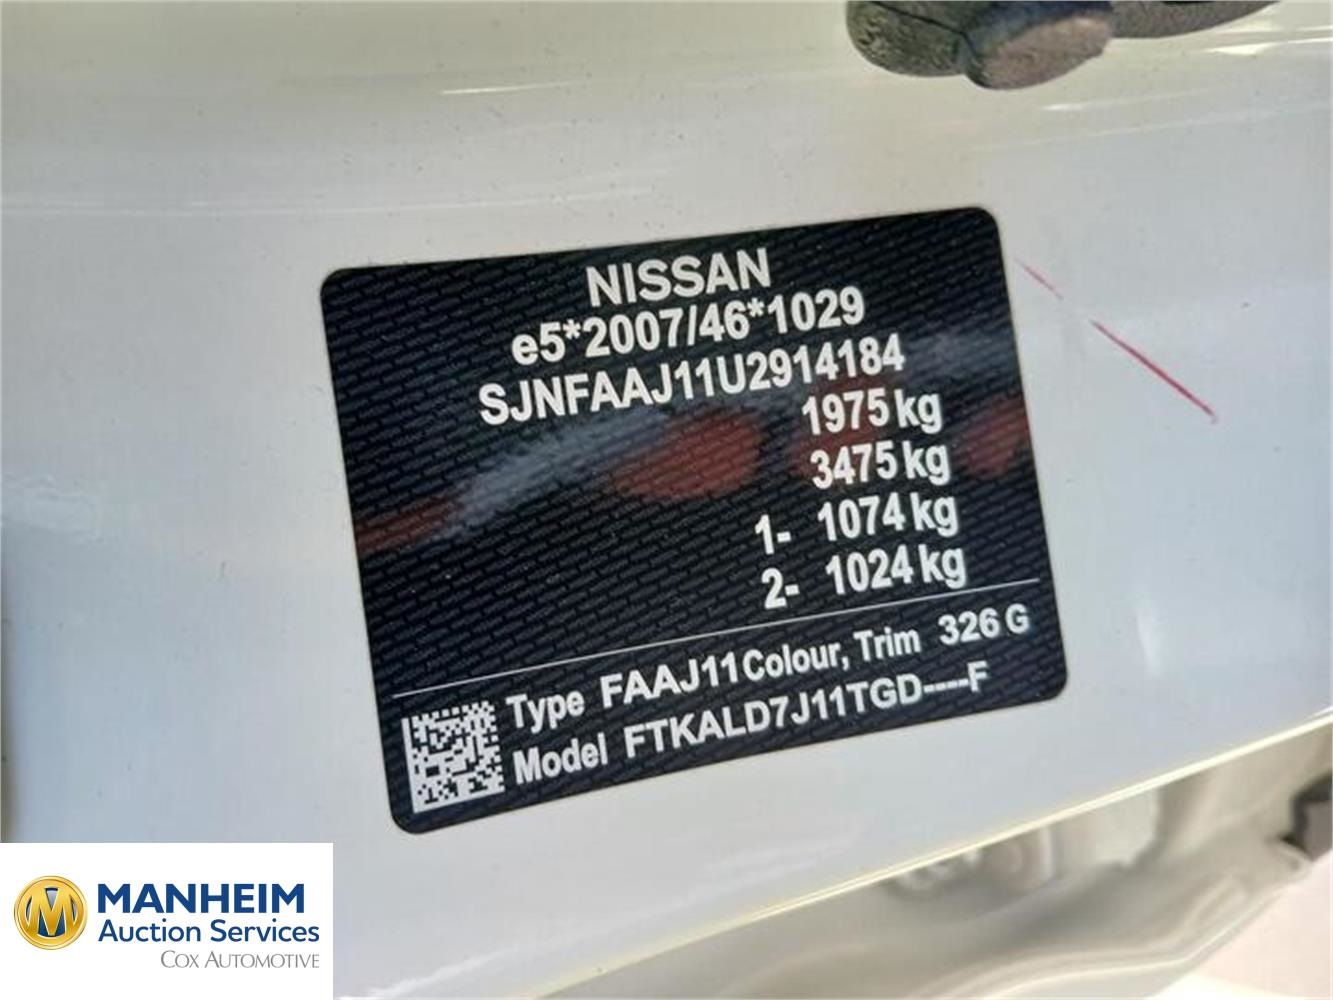 NISSAN
e5*2007/46*1029
SJNFAAJ11U2914184
1975 kg
3475 kg
1- 1074 kg
2- 1024 kg
Type FAAJ11 Colour, Trim 326 G
Model FTKALD7J11TGD----F
MANHEIM
Auction Services
COX AUTOMOTIVE